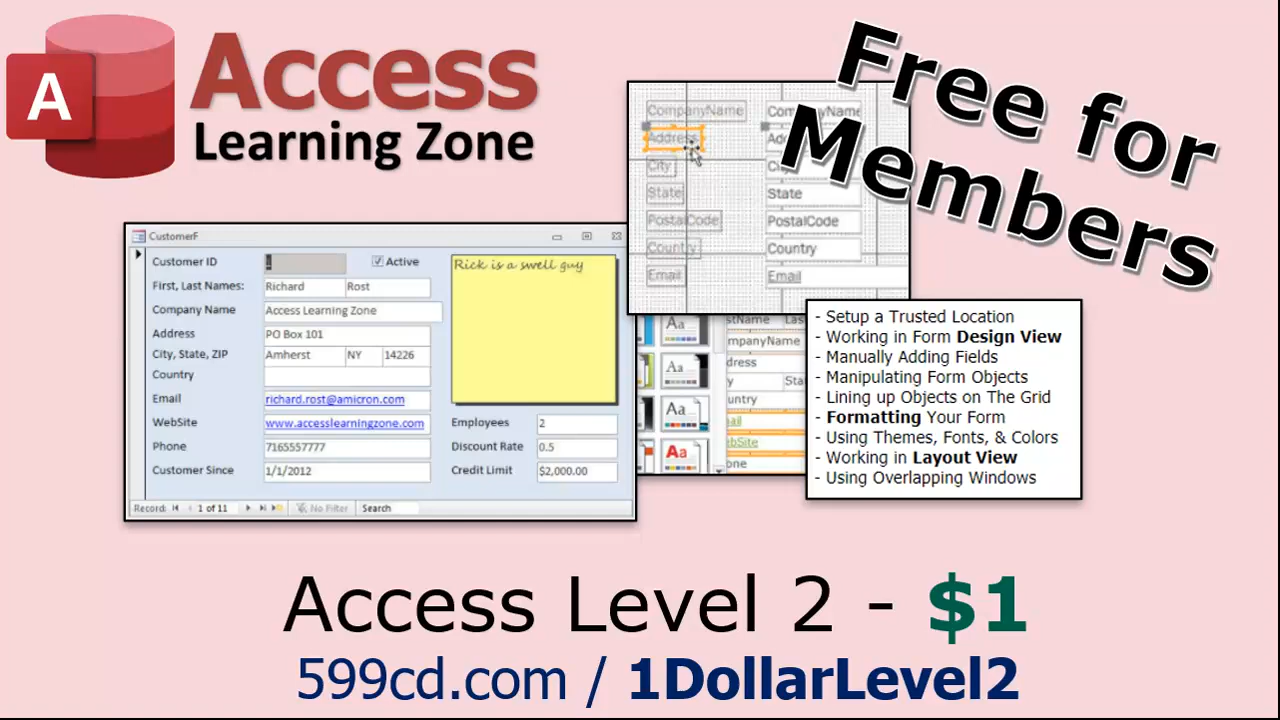 A
Access
Learning Zone
Free for
Members
CompanyName CompanyName
Address
City
State State
PostalCode PostalCode
Country Country
Email Email
CustomerF
Customer ID
Active
Rick is a swell guy
First, Last Names: Richard Rost
Company Name Access Learning Zone
Address PO Box 101
City, State, ZIP Amherst NY 14226
Country
Email richard.rost@amicron.com
WebSite www.accesslearningzone.com
Phone 7165557777
Customer Since 1/1/2012
Employees 2
Discount Rate 0.5
Credit Limit $2,000.00
Record: 1 of 11 No Filter Search
Aa
Aa
Aa
Aa
- Setup a Trusted Location
- Working in Form Design View
- Manually Adding Fields
- Manipulating Form Objects
- Lining up Objects on The Grid
- Formatting Your Form
- Using Themes, Fonts, & Colors
- Working in Layout View
- Using Overlapping Windows
Access Level 2 - $1
599cd.com / 1DollarLevel2